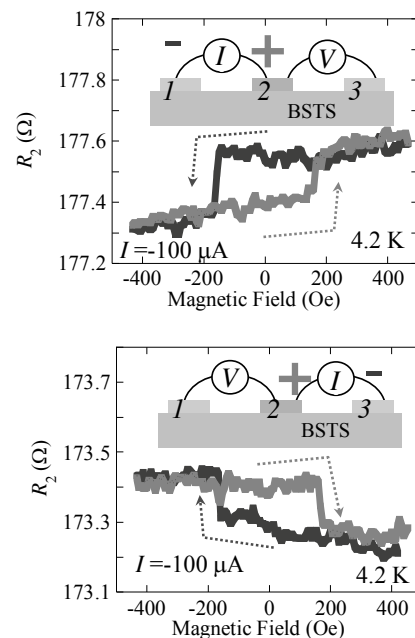 178
177.8
177.6
177.4
177.2
R2 (Ω)
- I + V
1 2 3
BSTS
I =-100 μA
4.2 K
-400 -200 0 200 400
Magnetic Field (Oe)
173.7
173.5
173.3
173.1
R2 (Ω)
V + I -
1 2 3
BSTS
I =-100 μA
4.2 K
-400 -200 0 200 400
Magnetic Field (Oe)